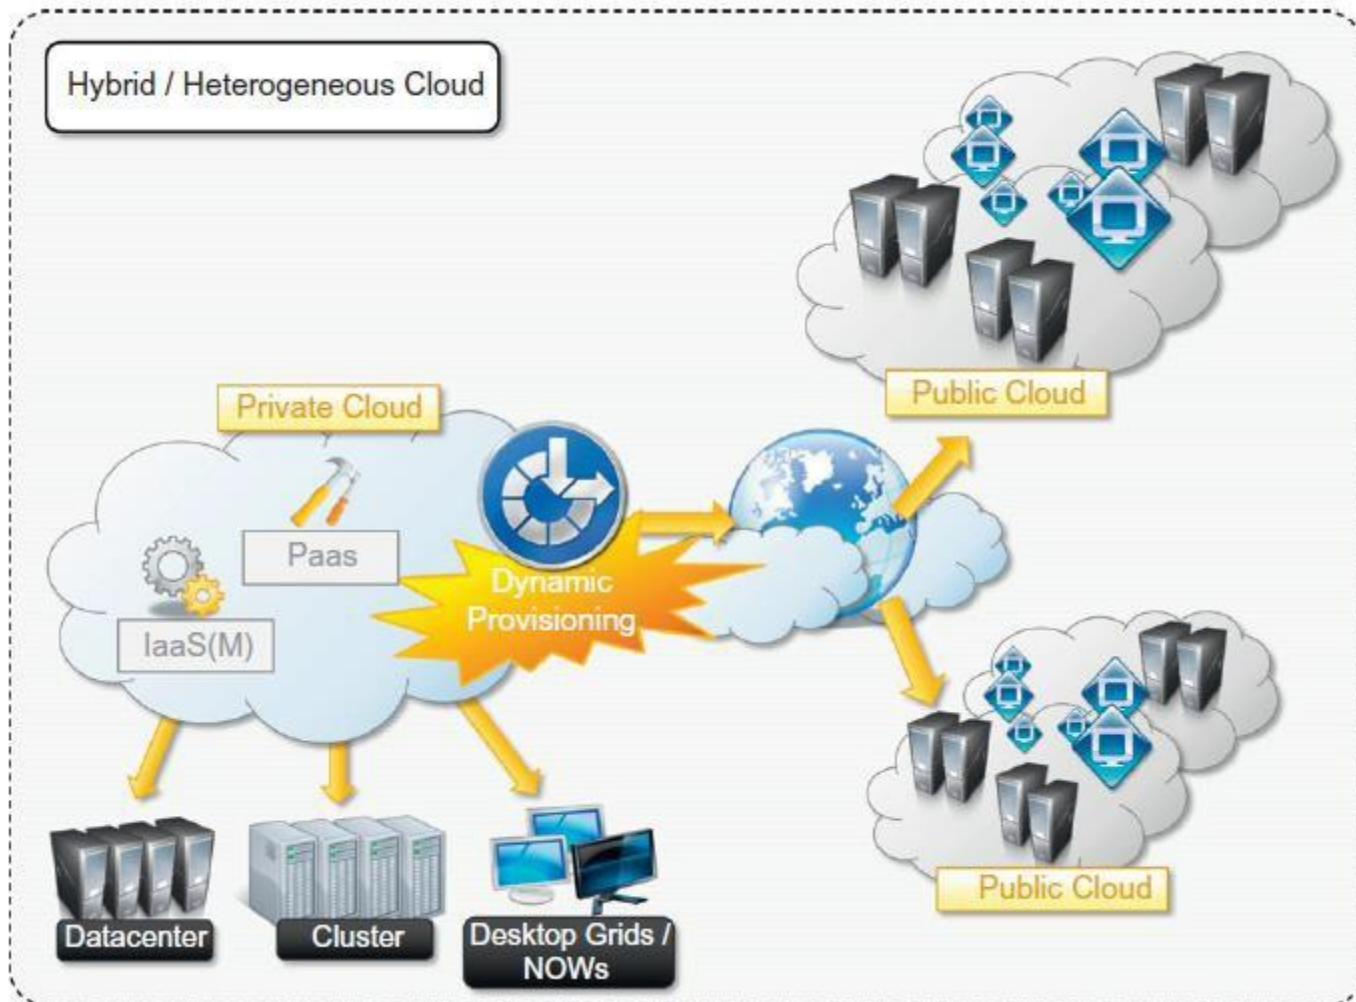 Hybrid / Heterogeneous Cloud
Public Cloud
Private Cloud
Paas
Dynamic
Provisioning
IaaS(M)
Public Cloud
Datacenter
Cluster
Desktop Grids /
NOWs